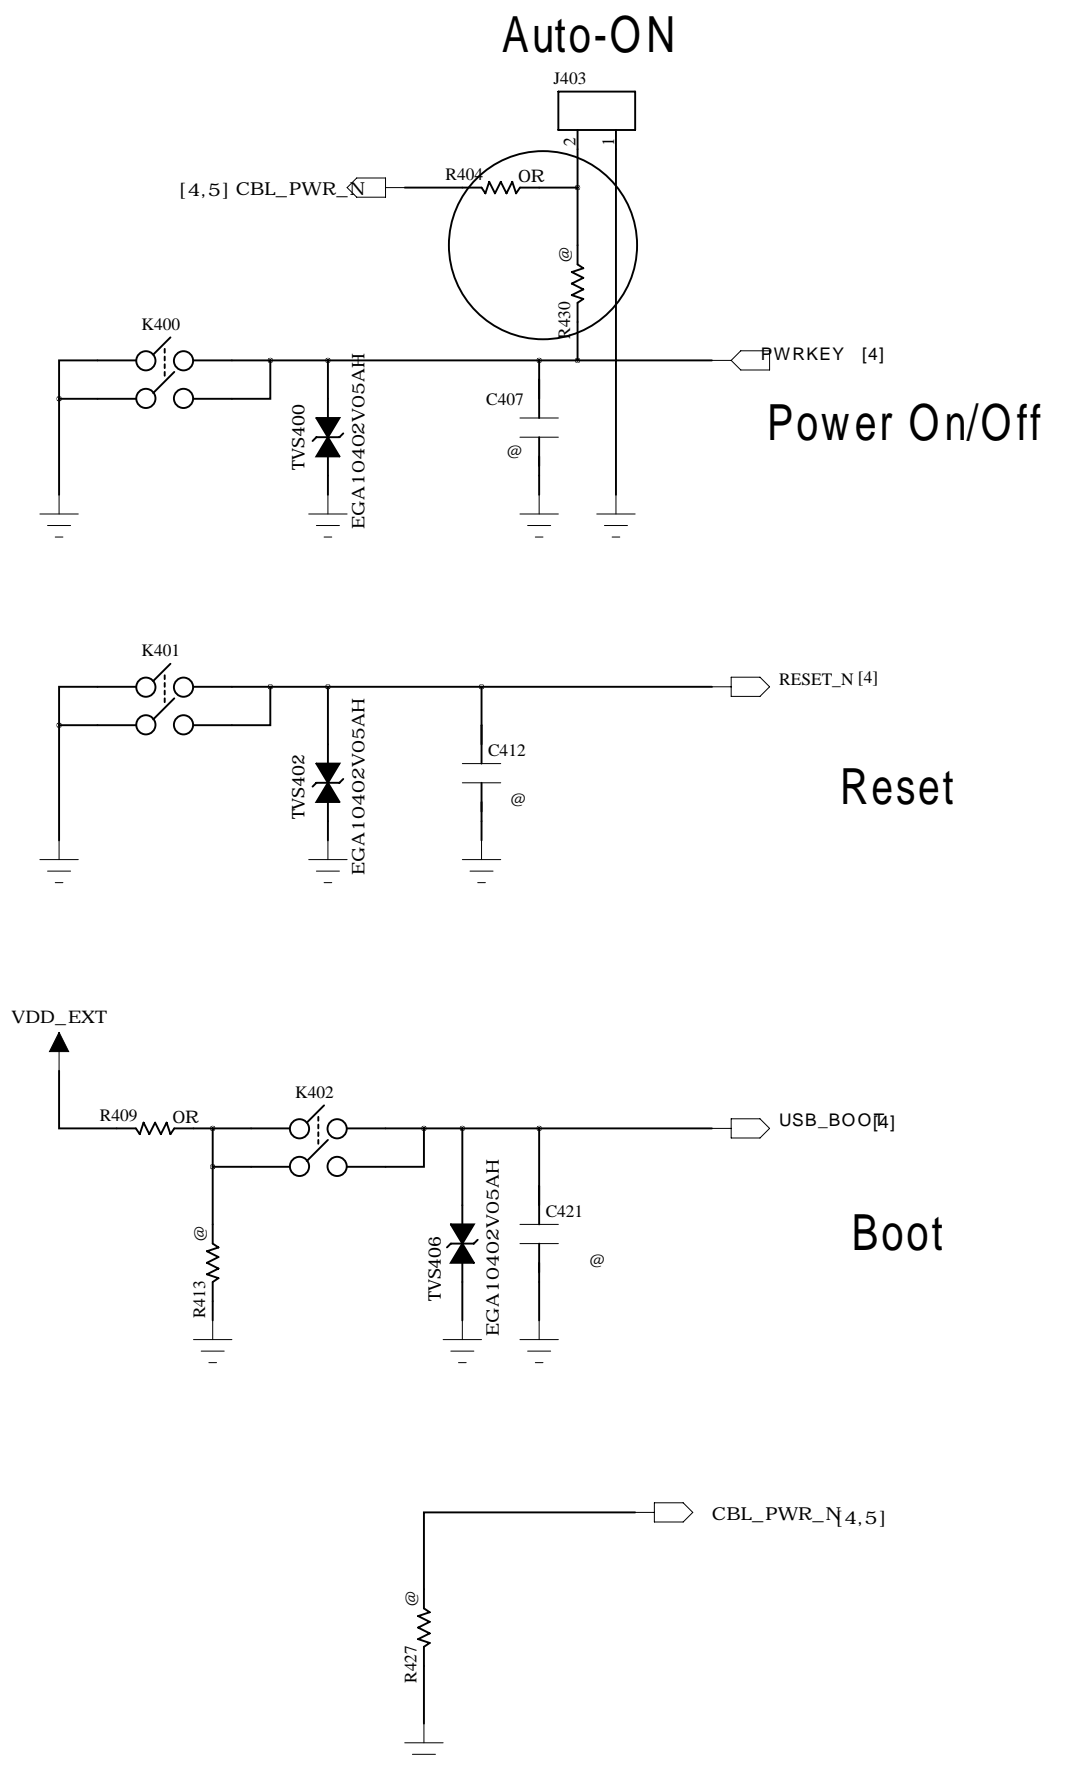 Auto-ON
J403
2
1
R404
OR
[4,5] CBL_PWR_N
@
R430
K400
PWRKEY [4]
C407
@
TVS400
EGA10402V05AH
Power On/Off
K401
RESET_N [4]
C412
@
TVS402
EGA10402V05AH
Reset
VDD_EXT
R409
OR
K402
USB_BOOT [4]
@
R413
TVS406
EGA10402V05AH
C421
@
Boot
CBL_PWR_N [4,5]
@
R427